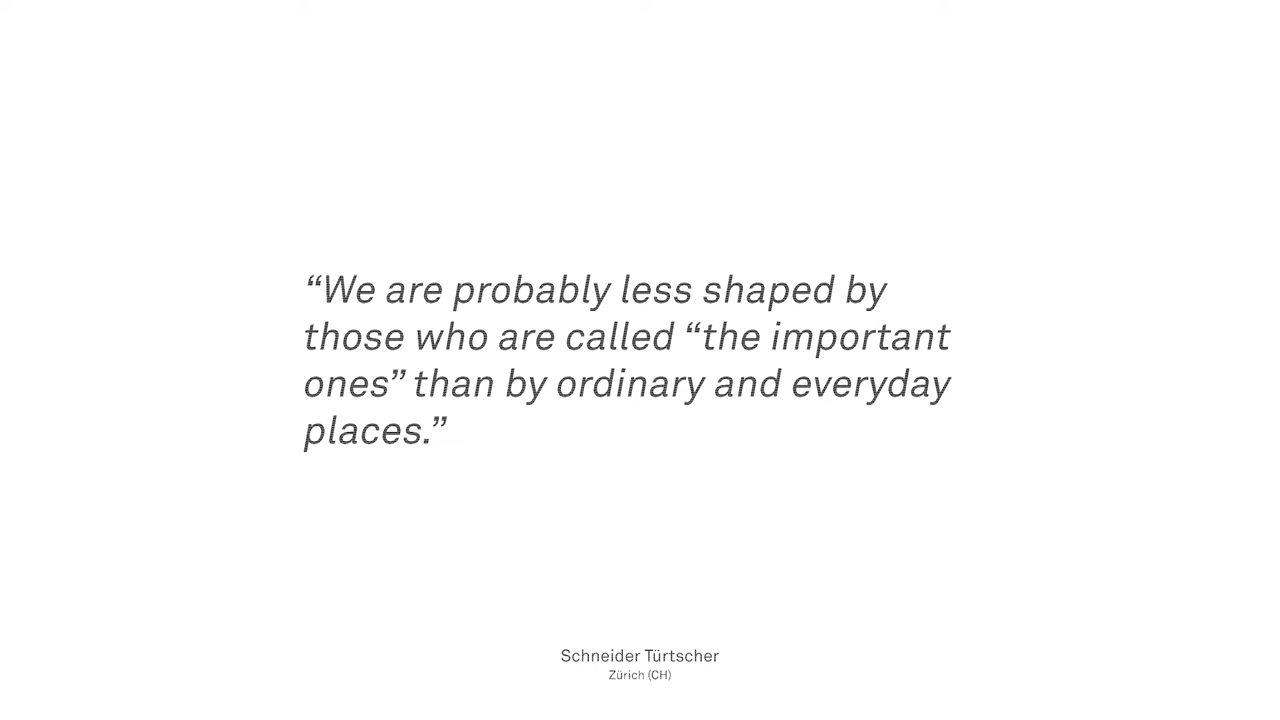 “We are probably less shaped by
those who are called “the important
ones” than by ordinary and everyday
places.”
Schneider Türtscher
Zürich (CH)